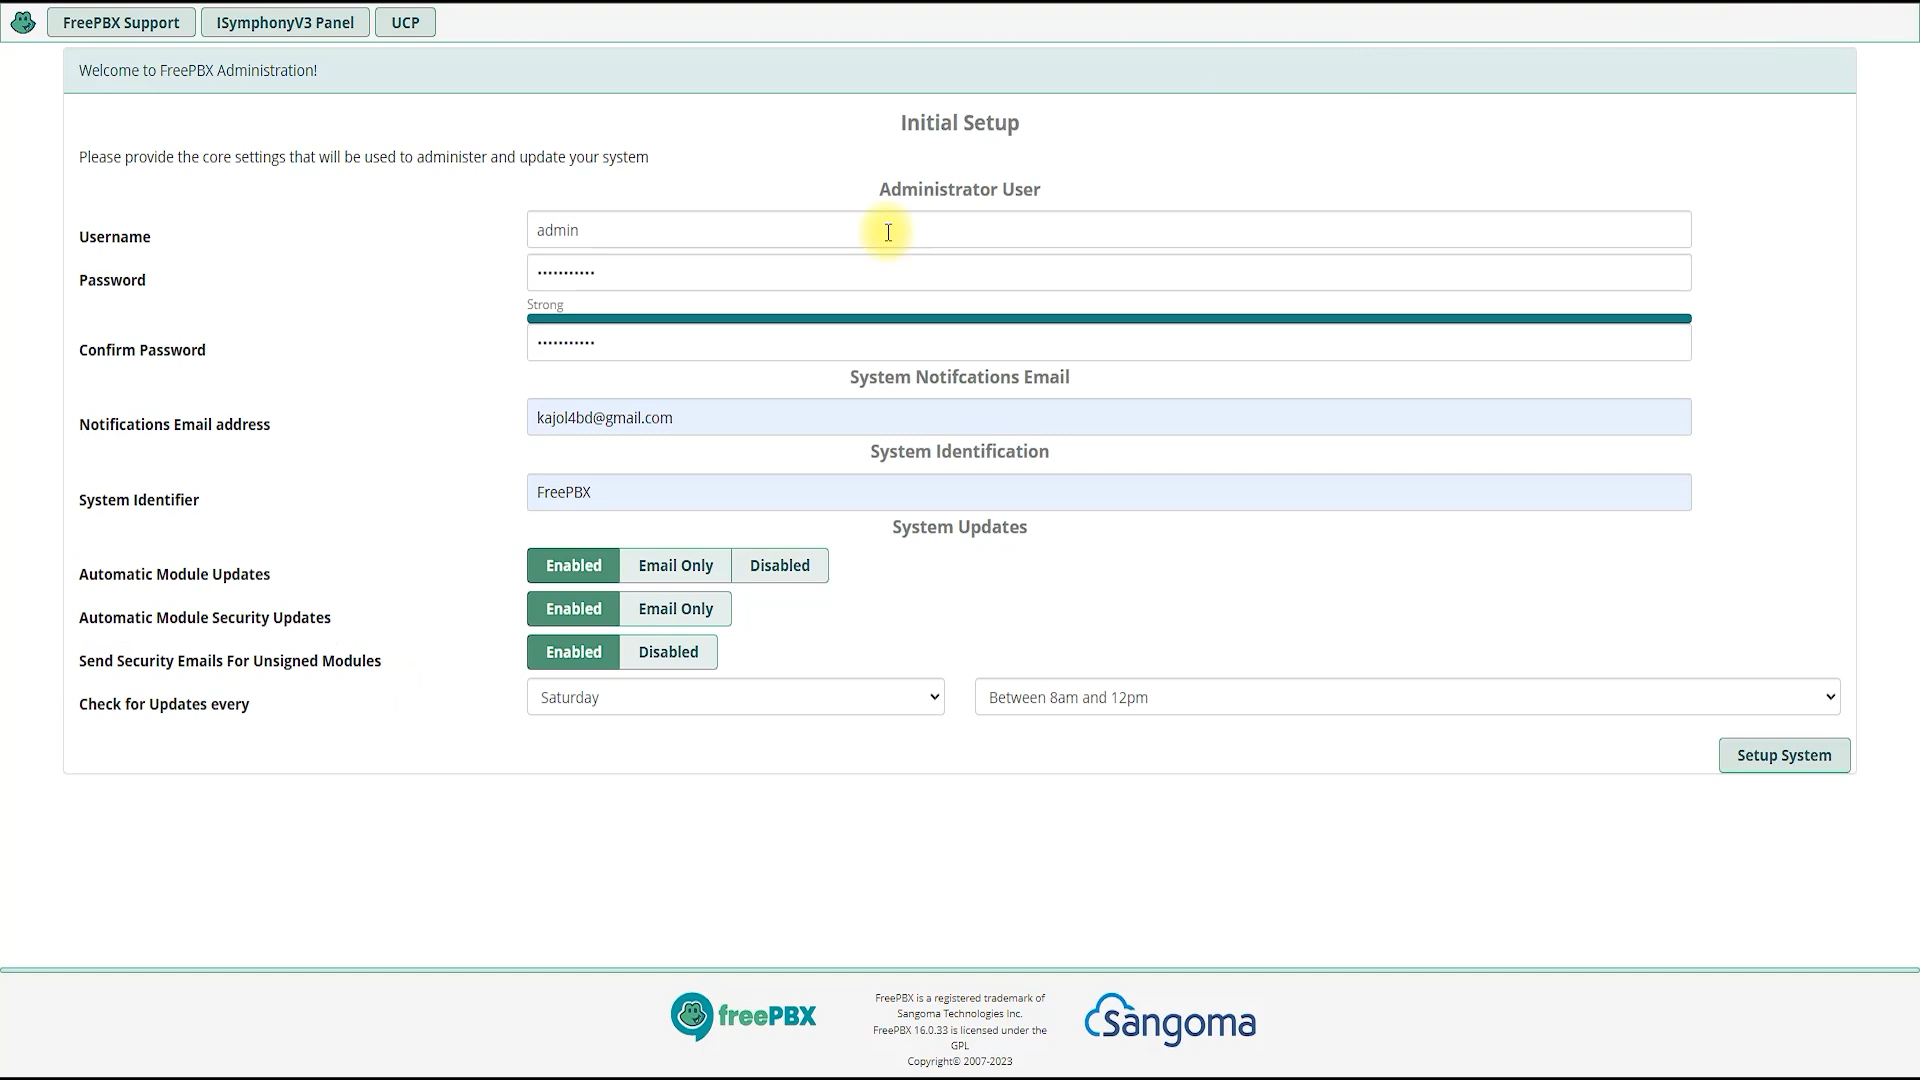 FreePBX Support
ISymphonyV3 Panel
UCP
Welcome to FreePBX Administration!
Initial Setup
Please provide the core settings that will be used to administer and update your system
Administrator User
Username
admin
Password
•••••••••••
Strong
Confirm Password
•••••••••••
System Notifcations Email
Notifications Email address
kajol4bd@gmail.com
System Identification
System Identifier
FreePBX
System Updates
Automatic Module Updates
Enabled Email Only Disabled
Automatic Module Security Updates
Enabled Email Only
Send Security Emails For Unsigned Modules
Enabled Disabled
Check for Updates every
Saturday
Between 8am and 12pm
Setup System
freePBX
FreePBX is a registered trademark of
Sangoma Technologies Inc.
FreePBX 16.0.33 is licensed under the
GPL
Copyright© 2007-2023
Sangoma